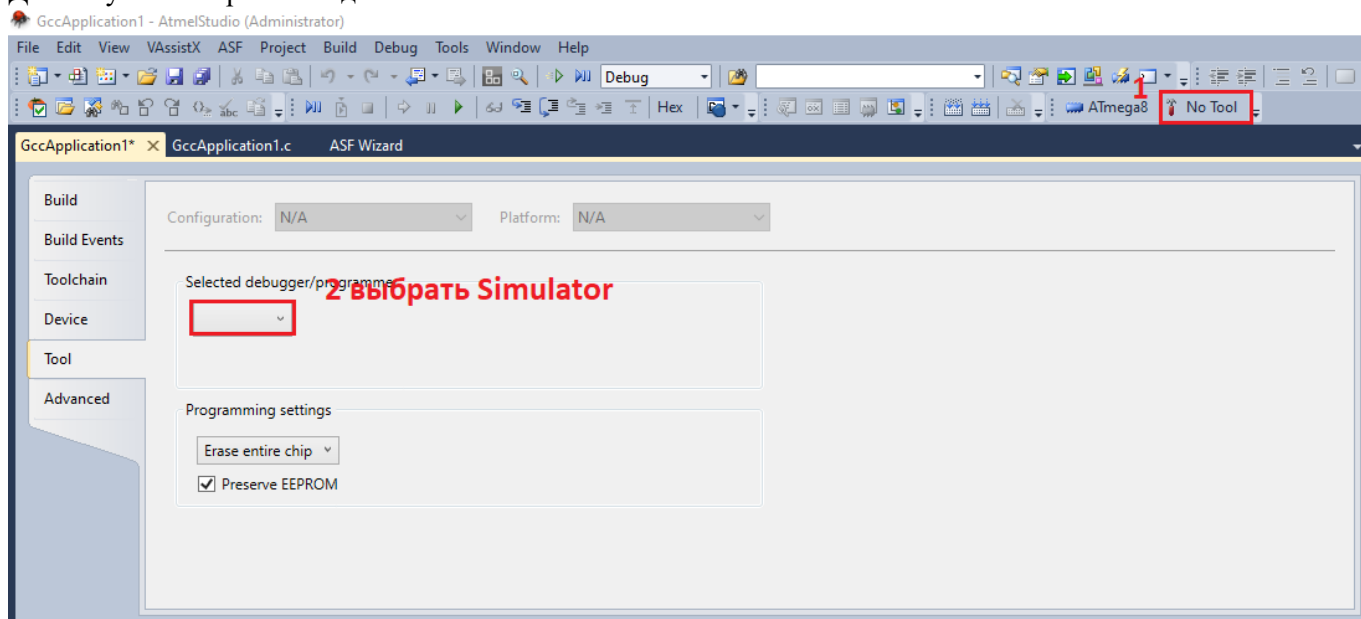 GccApplication1 - AtmelStudio (Administrator)
File Edit View VAssistX ASF Project Build Debug Tools Window Help
Debug
1
Hex ATmega8 No Tool
GccApplication1* GccApplication1.c ASF Wizard
Build
Configuration: N/A Platform: N/A
Build Events
Toolchain
Selected debugger/programmer
2 выбрать Simulator
Device
Tool
Advanced
Programming settings
Erase entire chip
Preserve EEPROM